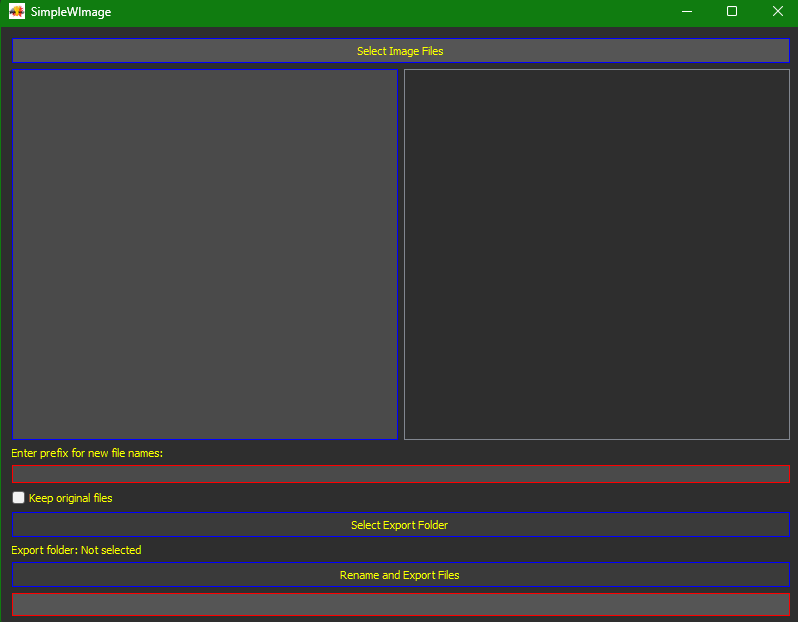 SimpleWImage
Select Image Files
Enter prefix for new file names:
Keep original files
Select Export Folder
Export folder: Not selected
Rename and Export Files